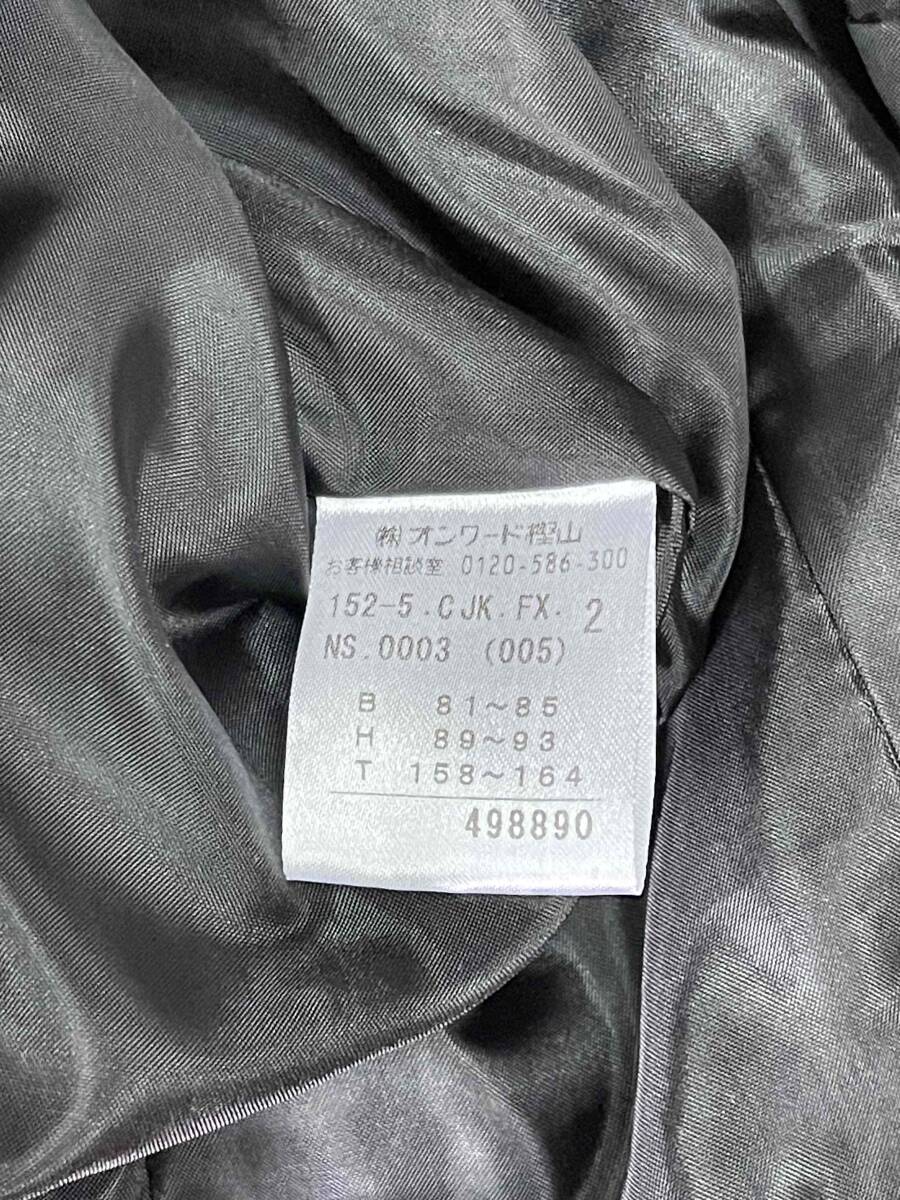 ㈱オンワード樫山
お客様相談室 0120-586-300
152-5.CJK.FX. 2
NS.0003 (005)
B 81～85
H 89～93
T 158～164
498890